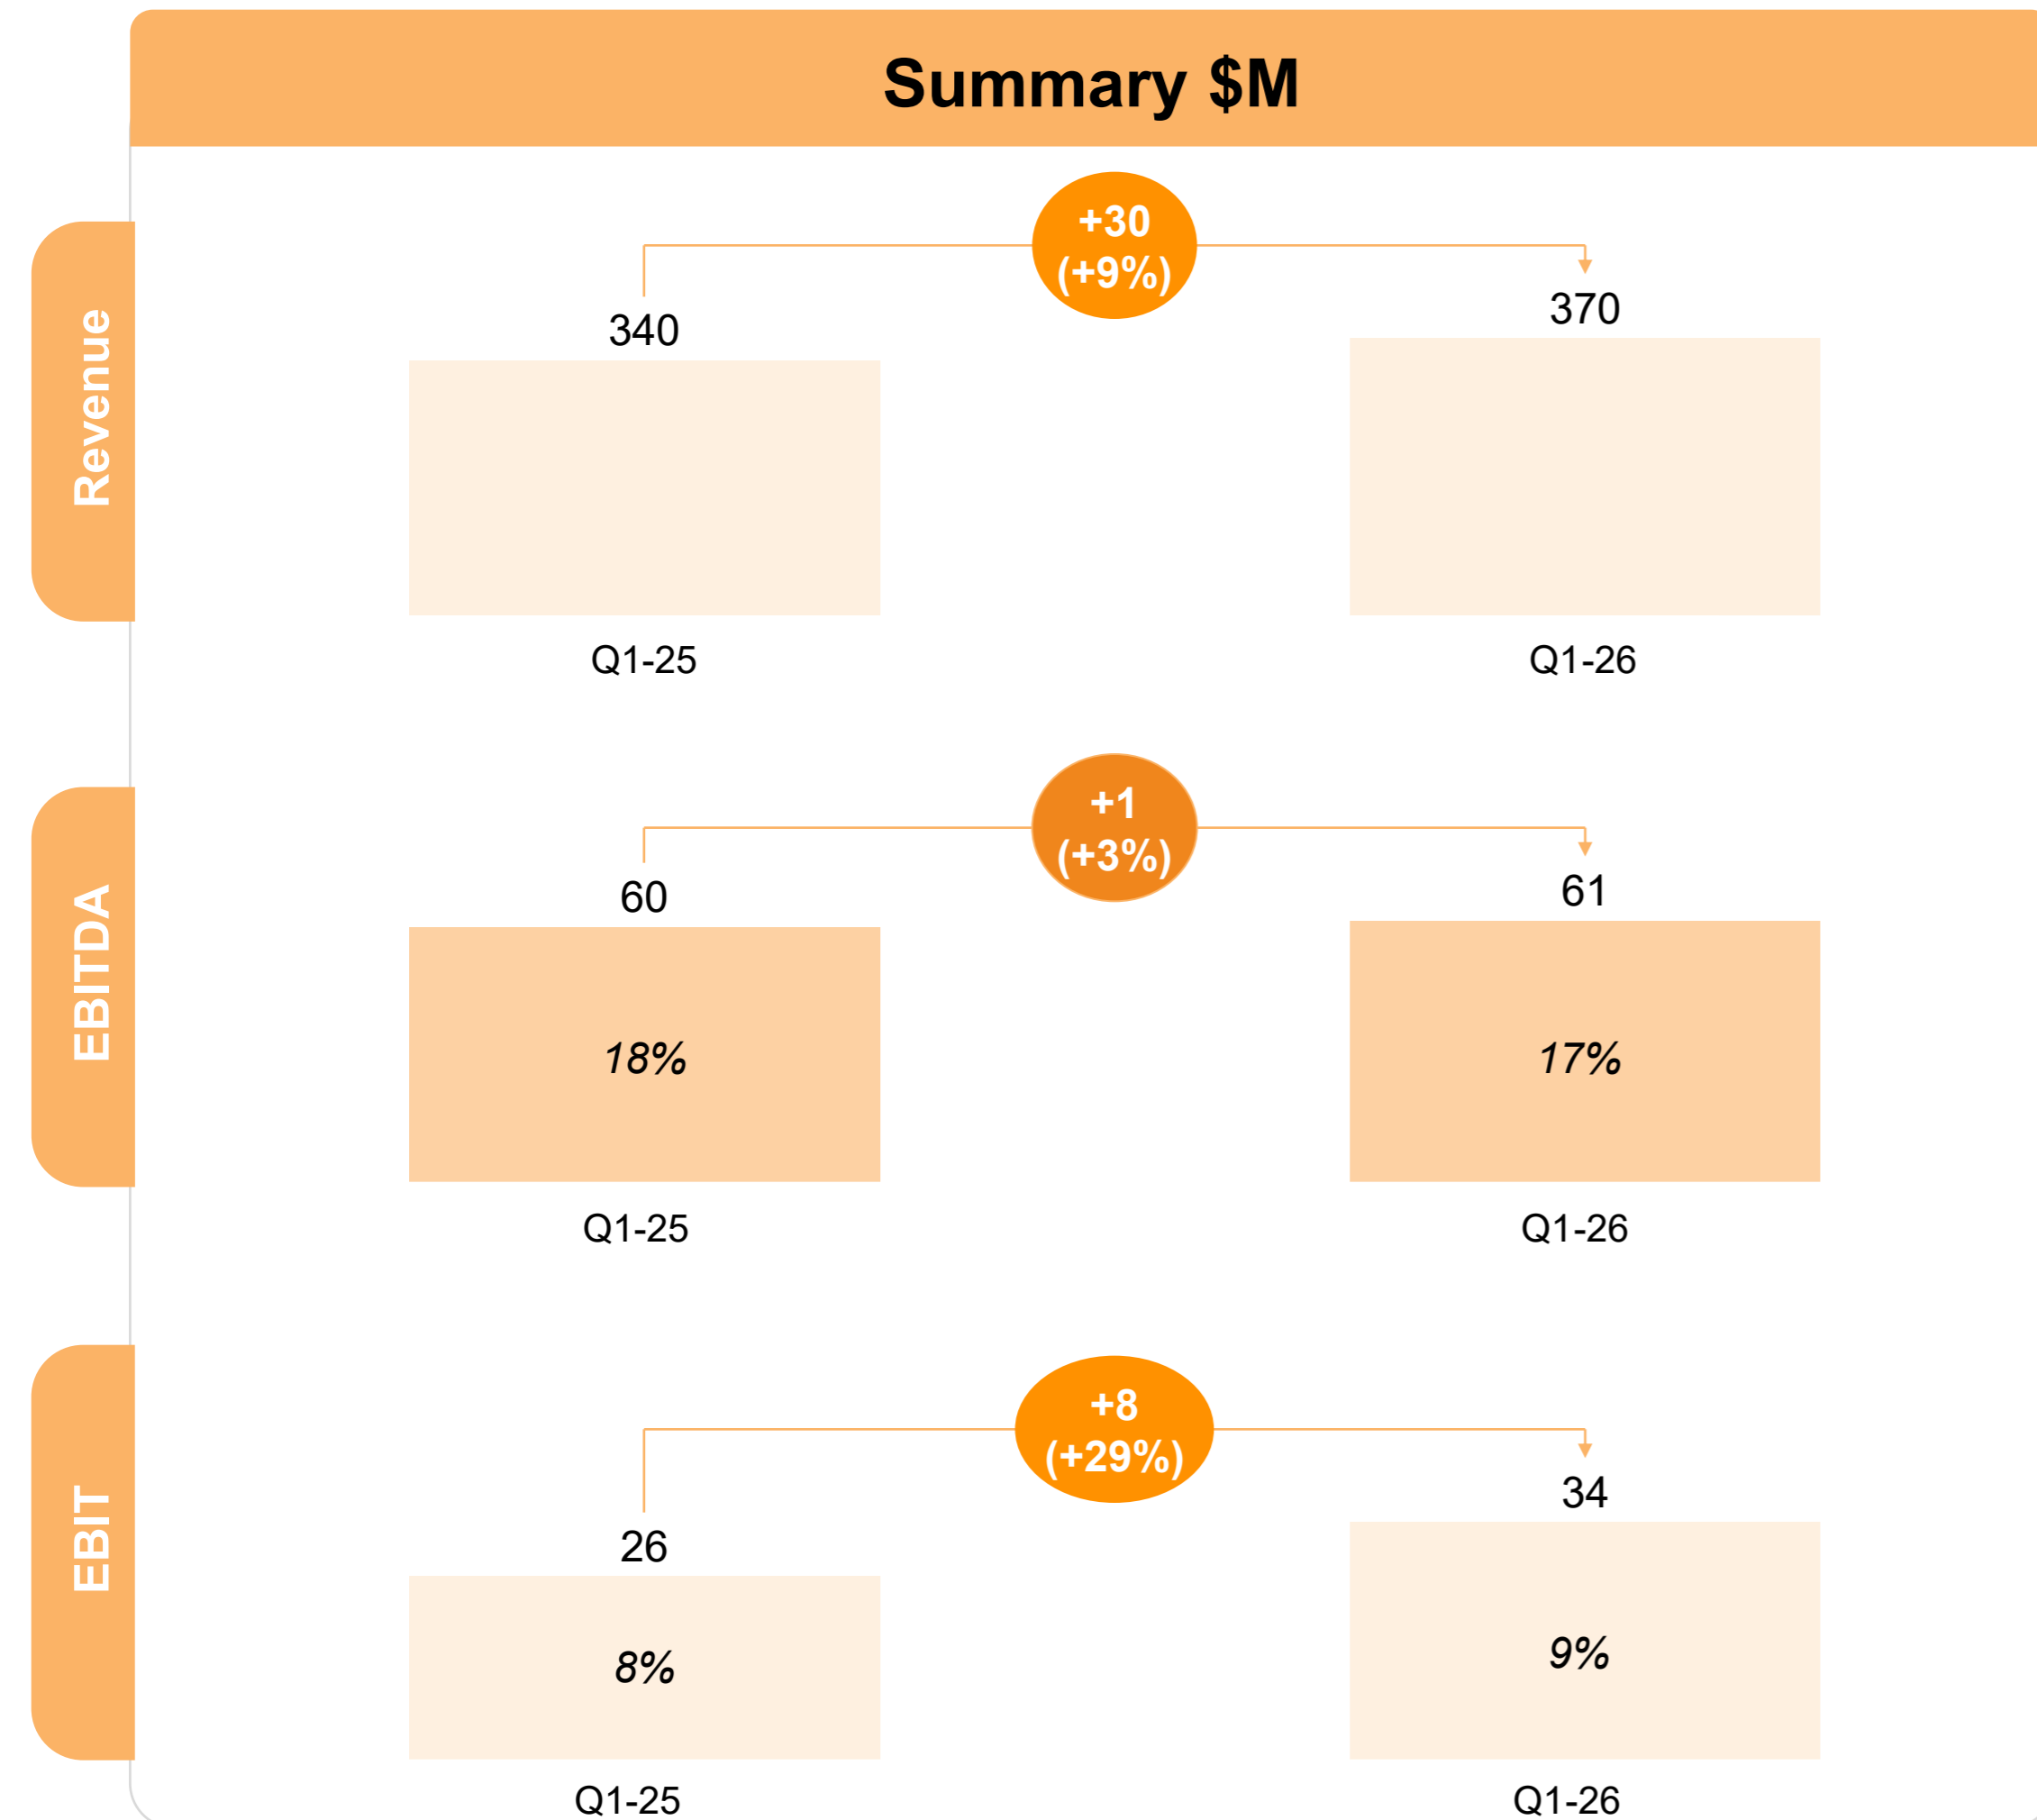 Summary $M
Revenue
+30
(+9%)
340
370
Q1-25
Q1-26
EBITDA
+1
(+3%)
60
61
18%
17%
Q1-25
Q1-26
EBIT
+8
(+29%)
26
34
8%
9%
Q1-25
Q1-26